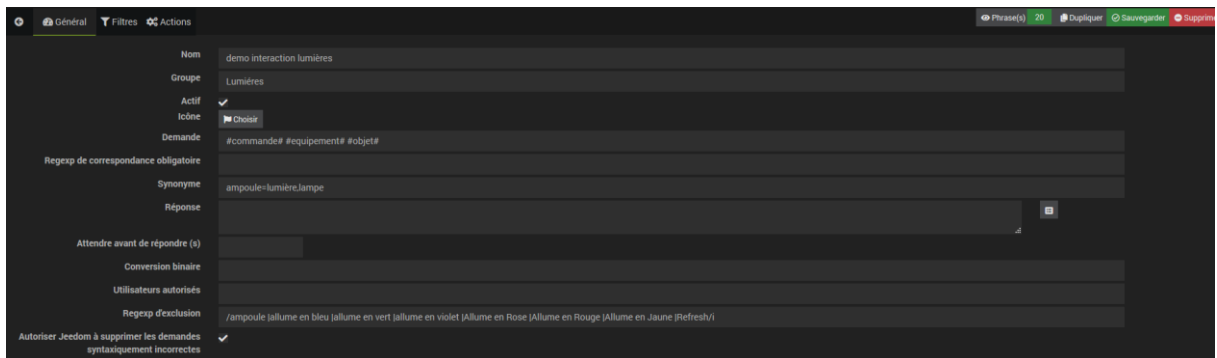 Général Filtres Actions Phrase(s) 20 Dupliquer Sauvegarder Supprime
Nom demo interaction lumières
Groupe Lumières
Actif
Icône Choisir
Demande #commande# #equipement# #objet#
Regexp de correspondance obligatoire
Synonyme ampoule=lumière,lampe
Réponse
Attendre avant de répondre (s)
Conversion binaire
Utilisateurs autorisés
Regexp d'exclusion /ampoule |allume en bleu |allume en vert |allume en violet |Allume en Rose |Allume en Rouge |Allume en Jaune |Refresh/i
Autoriser Jeedom à supprimer les demandes
syntaxiquement incorrectes